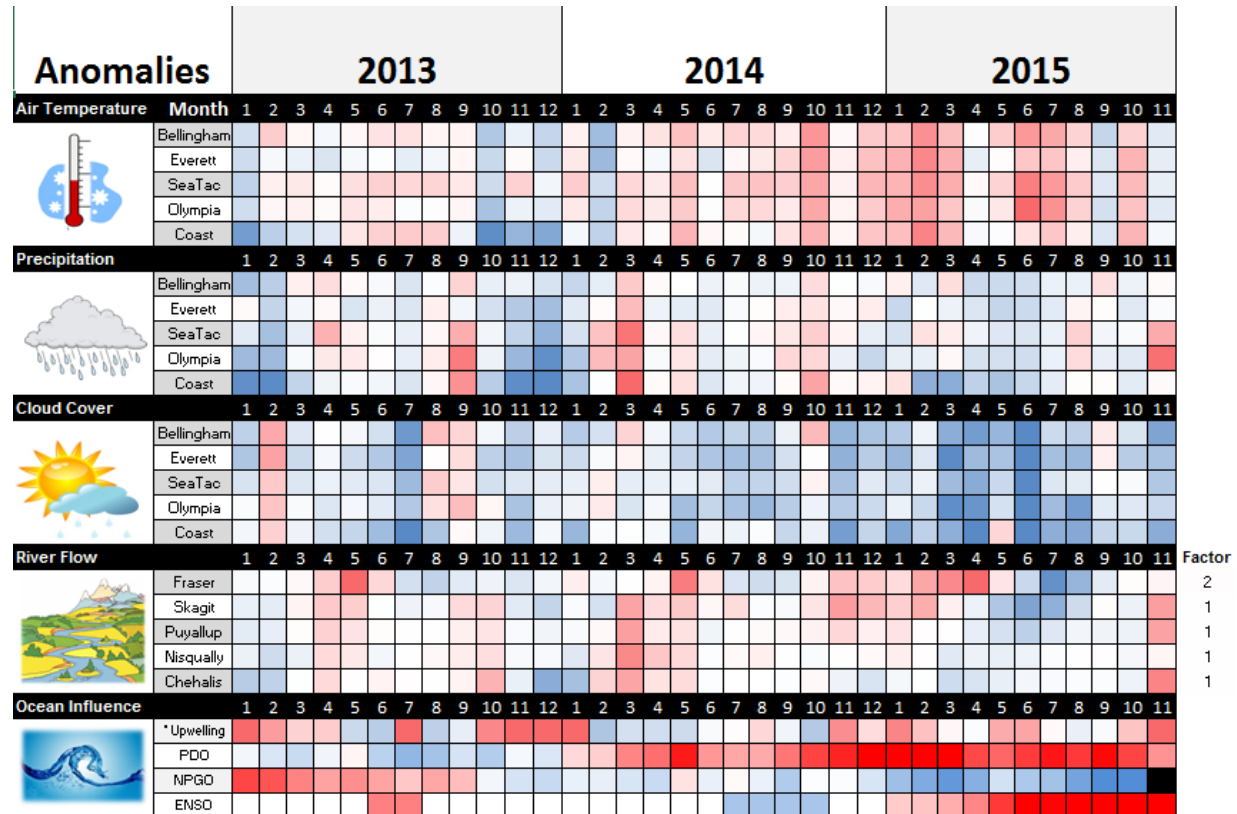 Anomalies 2013 2014 2015
Air Temperature Month 1 2 3 4 5 6 7 8 9 10 11 12 1 2 3 4 5 6 7 8 9 10 11 12 1 2 3 4 5 6 7 8 9 10 11
Bellingham
Everett
SeaTac
Olympia
Coast
Precipitation 1 2 3 4 5 6 7 8 9 10 11 12 1 2 3 4 5 6 7 8 9 10 11 12 1 2 3 4 5 6 7 8 9 10 11
Bellingham
Everett
SeaTac
Olympia
Coast
Cloud Cover 1 2 3 4 5 6 7 8 9 10 11 12 1 2 3 4 5 6 7 8 9 10 11 12 1 2 3 4 5 6 7 8 9 10 11
Bellingham
Everett
SeaTac
Olympia
Coast
River Flow 1 2 3 4 5 6 7 8 9 10 11 12 1 2 3 4 5 6 7 8 9 10 11 12 1 2 3 4 5 6 7 8 9 10 11 Factor
Fraser 2
Skagit 1
Puyallup 1
Nisqually 1
Chehalis 1
Ocean Influence 1 2 3 4 5 6 7 8 9 10 11 12 1 2 3 4 5 6 7 8 9 10 11 12 1 2 3 4 5 6 7 8 9 10 11
* Upwelling
PDO
NPGO
ENSO